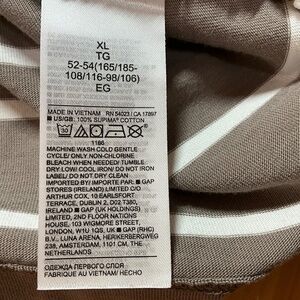 XL
TG
52-54(165/185-
108/116-98/106)
EG
MADE IN VIETNAM RN 54023 | CA 17897
■ US/GB: 100% SUPIMA® COTTON
30
1186
MACHINE WASH COLD GENTLE
CYCLE/ ONLY NON-CHLORINE
BLEACH WHEN NEEDED/ TUMBLE
DRY LOW/ COOL IRON/ DO NOT IRON
LABEL/ DO NOT DRY CLEAN.
IMPORTED BY/ IMPORTE PAR: ■ GAP
STORES (IRELAND) LIMITED C/O
ARTHUR COX, 10 EARLSFORT
TERRACE, DUBLIN 2, D02 T380,
IRELAND ■ GAP (UK HOLDINGS)
LIMITED, 2ND FLOOR NATIONS
HOUSE, 103 WIGMORE STREET,
LONDON, W1U 1QS, UK ■ GAP (RHC)
B.V., LUNA ARENA, HERIKERBERGWEG
238, AMSTERDAM, 1101 CM, THE
NETHERLANDS
ОДЕЖДА ПЕРВОГО СЛОЯ
FABRIQUE AU VIETNAM/ HECHO